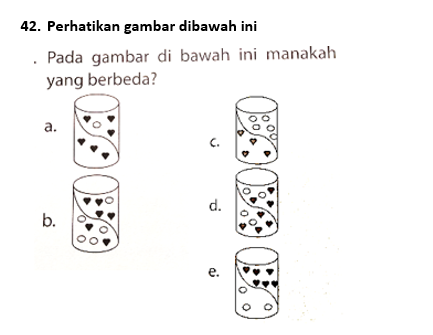 42. Perhatikan gambar dibawah ini
. Pada gambar di bawah ini manakah
yang berbeda?
a.
b.
c.
d.
e.